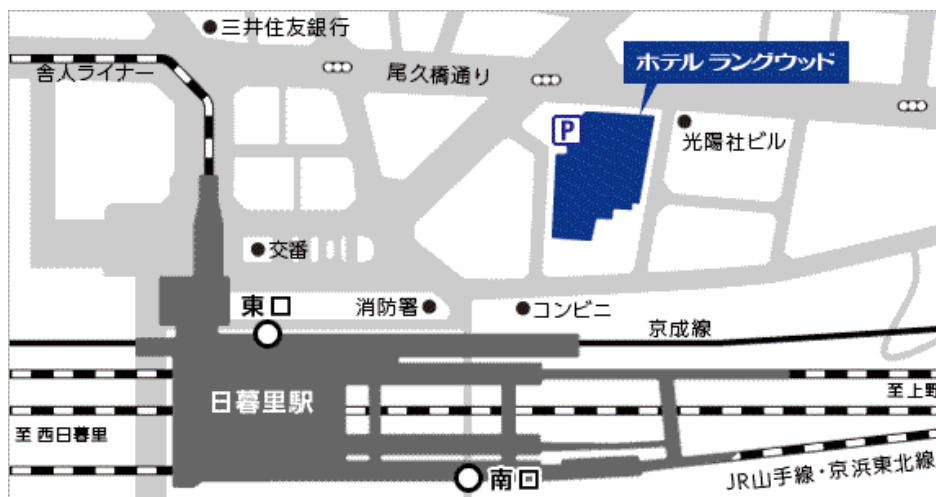 三井住友銀行
舎人ライナー
尾久橋通り
ホテル ラングウッド
P
光陽社ビル
交番
東口
消防署
コンビニ
京成線
日暮里駅
至 上野
至 西日暮里
南口
JR山手線・京浜東北線